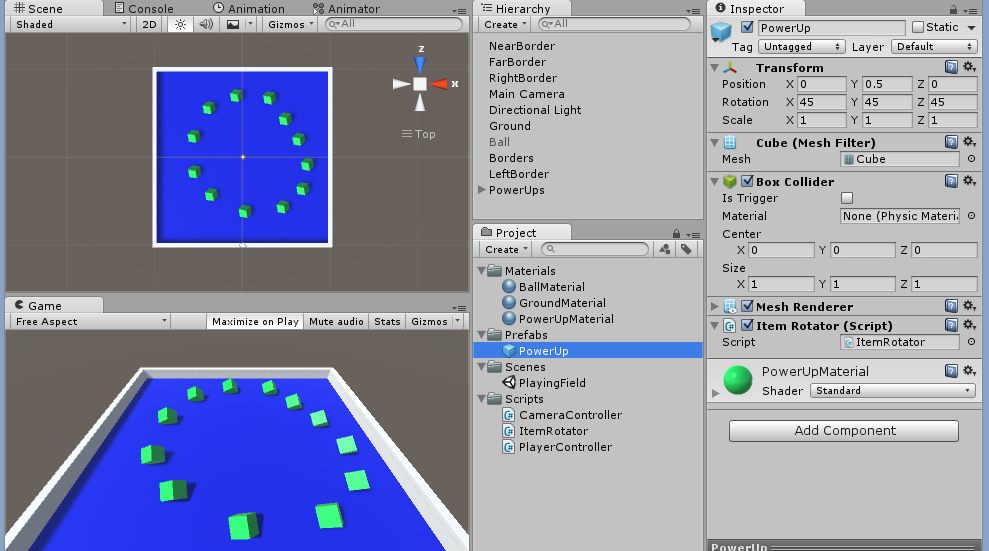 Scene
Console
Animation
Animator
Shaded
2D
Gizmos
All
z
x
Top
Game
Free Aspect
Maximize on Play
Mute audio
Stats
Gizmos
Hierarchy
Create
All
NearBorder
FarBorder
RightBorder
Main Camera
Directional Light
Ground
Ball
Borders
LeftBorder
PowerUps
Project
Create
Materials
BallMaterial
GroundMaterial
PowerUpMaterial
Prefabs
PowerUp
Scenes
PlayingField
Scripts
CameraController
ItemRotator
PlayerController
Inspector
PowerUp
Static
Tag Untagged Layer Default
Transform
Position X 0 Y 0.5 Z 0
Rotation X 45 Y 45 Z 45
Scale X 1 Y 1 Z 1
Cube (Mesh Filter)
Mesh Cube
Box Collider
Is Trigger
Material None (Physic Materi
Center
X 0 Y 0 Z 0
Size
X 1 Y 1 Z 1
Mesh Renderer
Item Rotator (Script)
Script ItemRotator
PowerUpMaterial
Shader Standard
Add Component
PowerUp